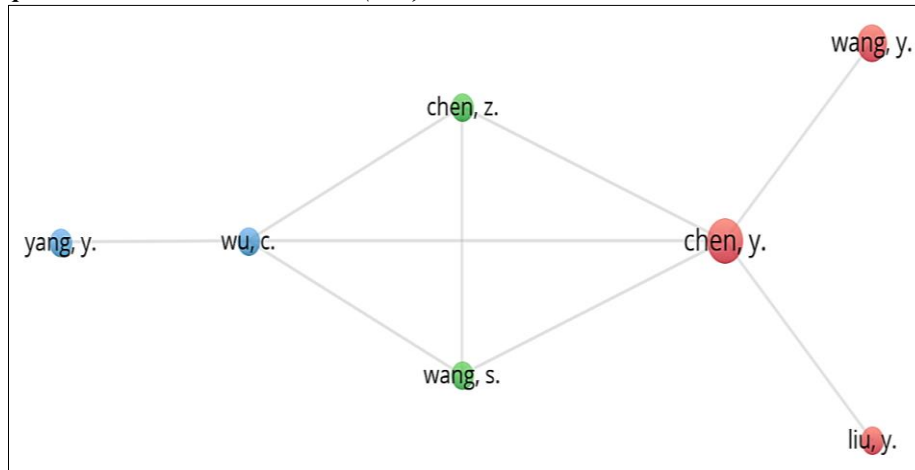 wang, y.
chen, z.
yang, y.
wu, c.
chen, y.
wang, s.
liu, y.